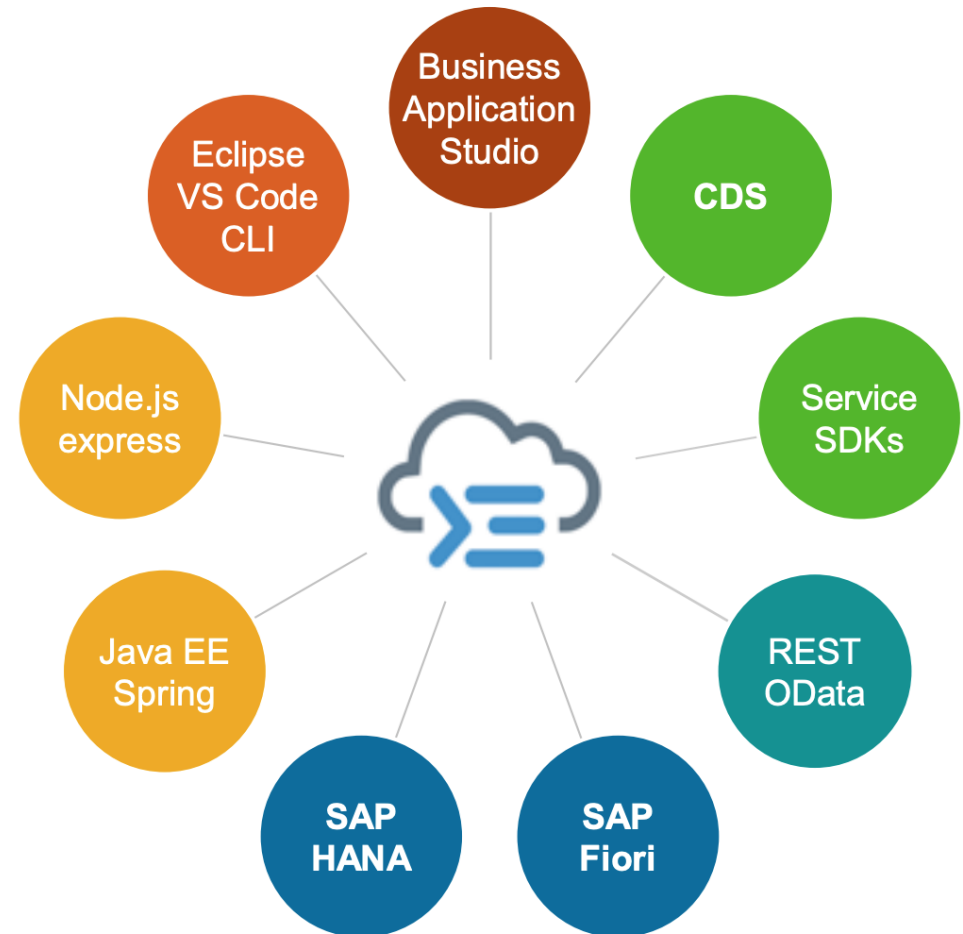 Business
Application
Studio
CDS
Service
SDKs
REST
OData
SAP
Fiori
SAP
HANA
Java EE
Spring
Node.js
express
Eclipse
VS Code
CLI